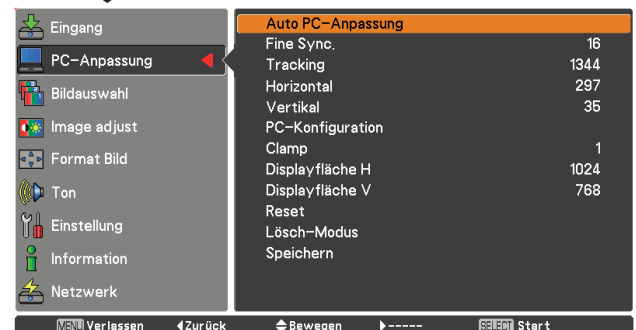 Eingang
PC-Anpassung
Bildauswahl
Image adjust
Format Bild
Ton
Einstellung
Information
Netzwerk
Auto PC-Anpassung
Fine Sync. 16
Tracking 1344
Horizontal 297
Vertikal 35
PC-Konfiguration
Clamp 1
Displayfläche H 1024
Displayfläche V 768
Reset
Lösch-Modus
Speichern
MENU Verlassen Zurück Bewegen ----- SELECT Start